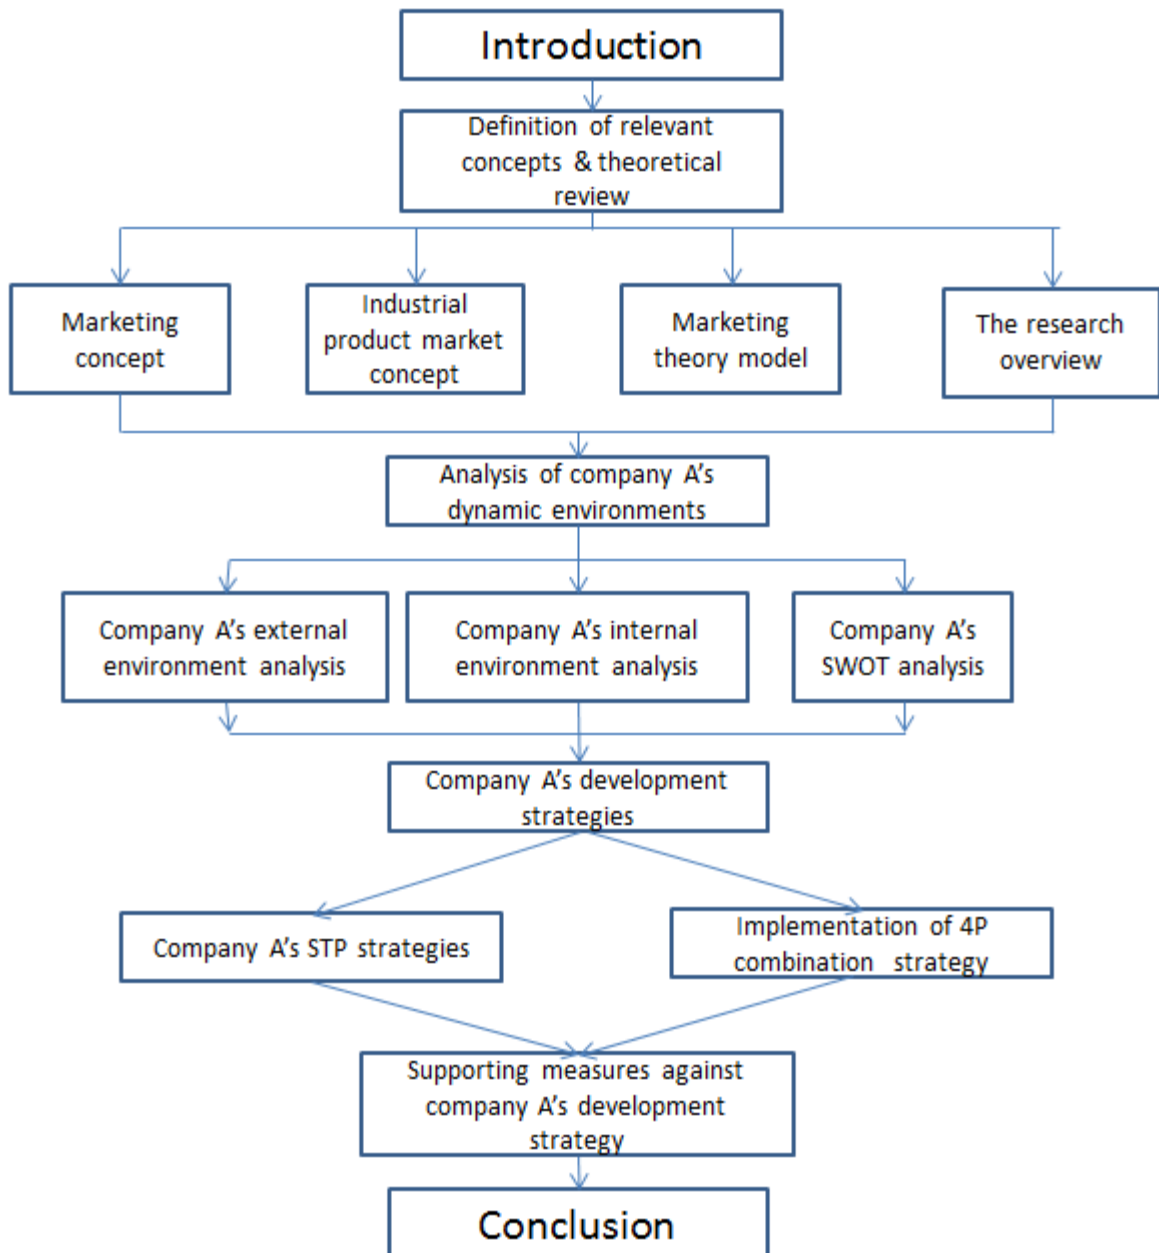 Introduction
Definition of relevant
concepts & theoretical
review
Marketing
concept
Industrial
product market
concept
Marketing
theory model
The research
overview
Analysis of company A's
dynamic environments
Company A's external
environment analysis
Company A's internal
environment analysis
Company A's
SWOT analysis
Company A's development
strategies
Company A's STP strategies
Implementation of 4P
combination strategy
Supporting measures against
company A's development
strategy
Conclusion